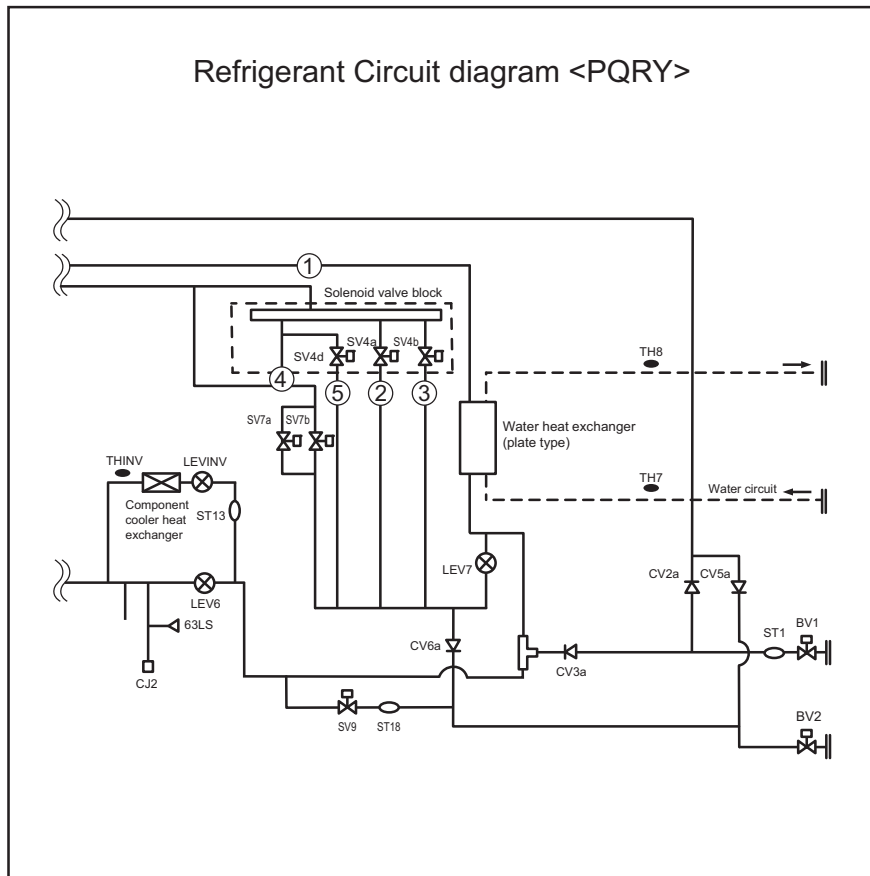 Refrigerant Circuit diagram <PQRY>
1
Solenoid valve block
SV4a
SV4b
SV4d
TH8
4
5
2
3
Water heat exchanger
(plate type)
SV7a
SV7b
THINV
LEVINV
TH7
Water circuit
ST13
Component
cooler heat
exchanger
LEV7
CV2a
CV5a
LEV6
63LS
ST1
BV1
CV6a
CV3a
CJ2
BV2
SV9
ST18